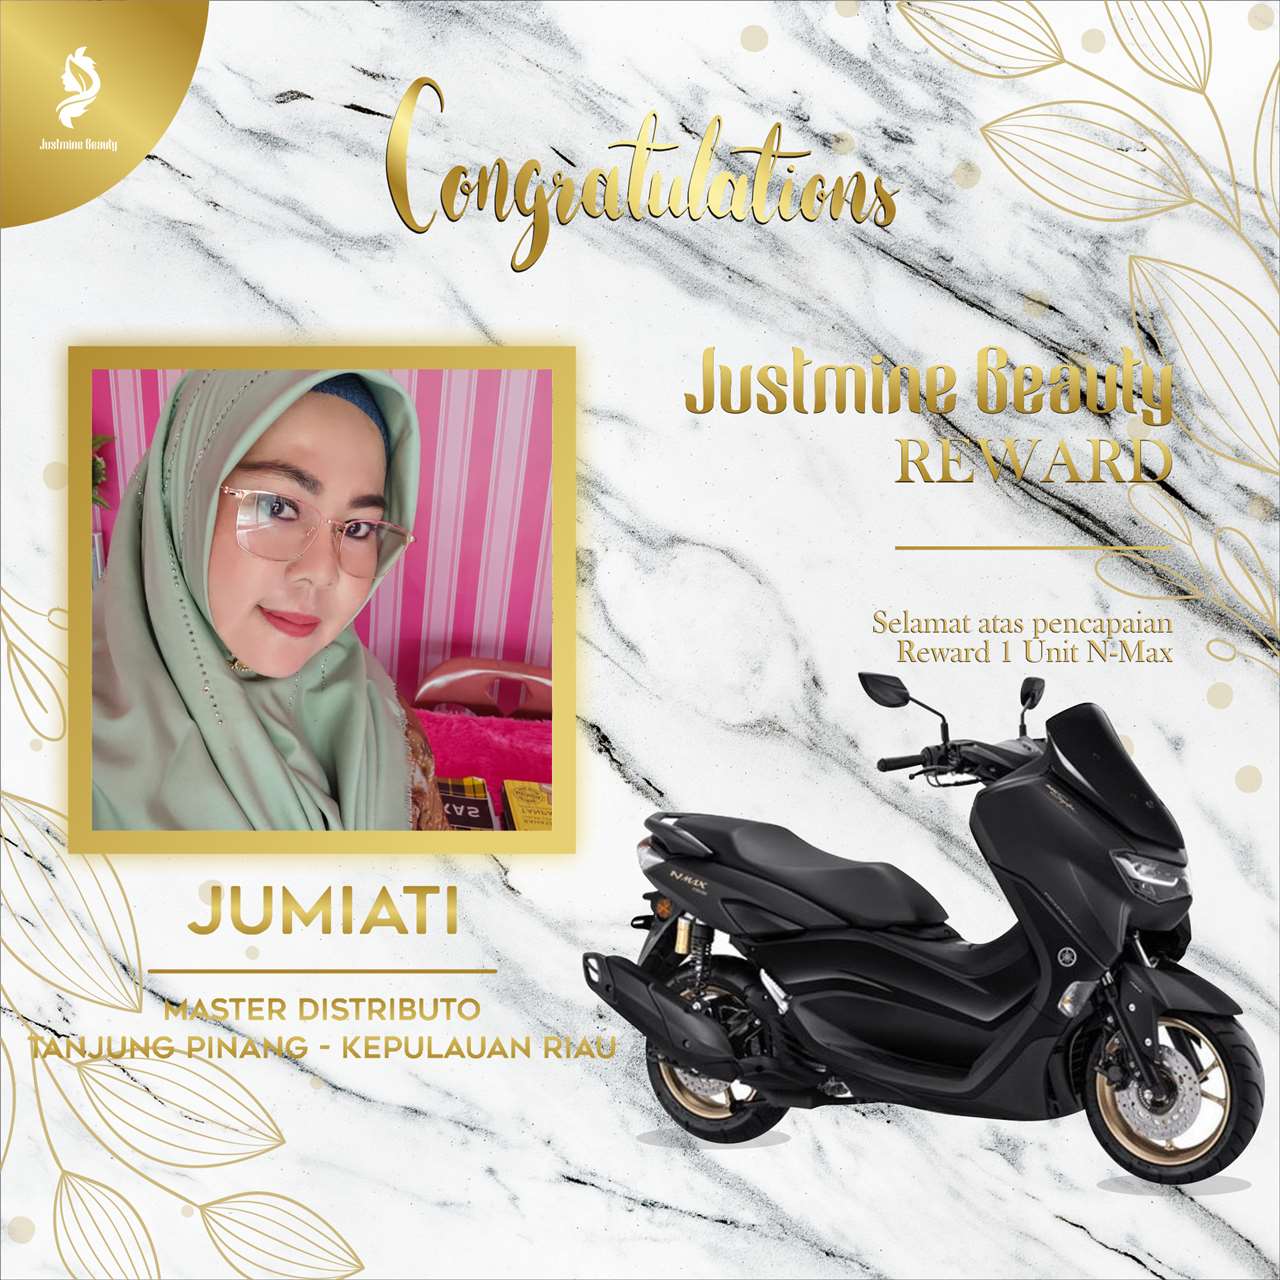 Justmine Beauty
Congratulations
Justmine Beauty
REWARD
Selamat atas pencapaian
Reward 1 Unit N-Max
NMAX
JUMIATI
MASTER DISTRIBUTO
TANJUNG PINANG - KEPULAUAN RIAU